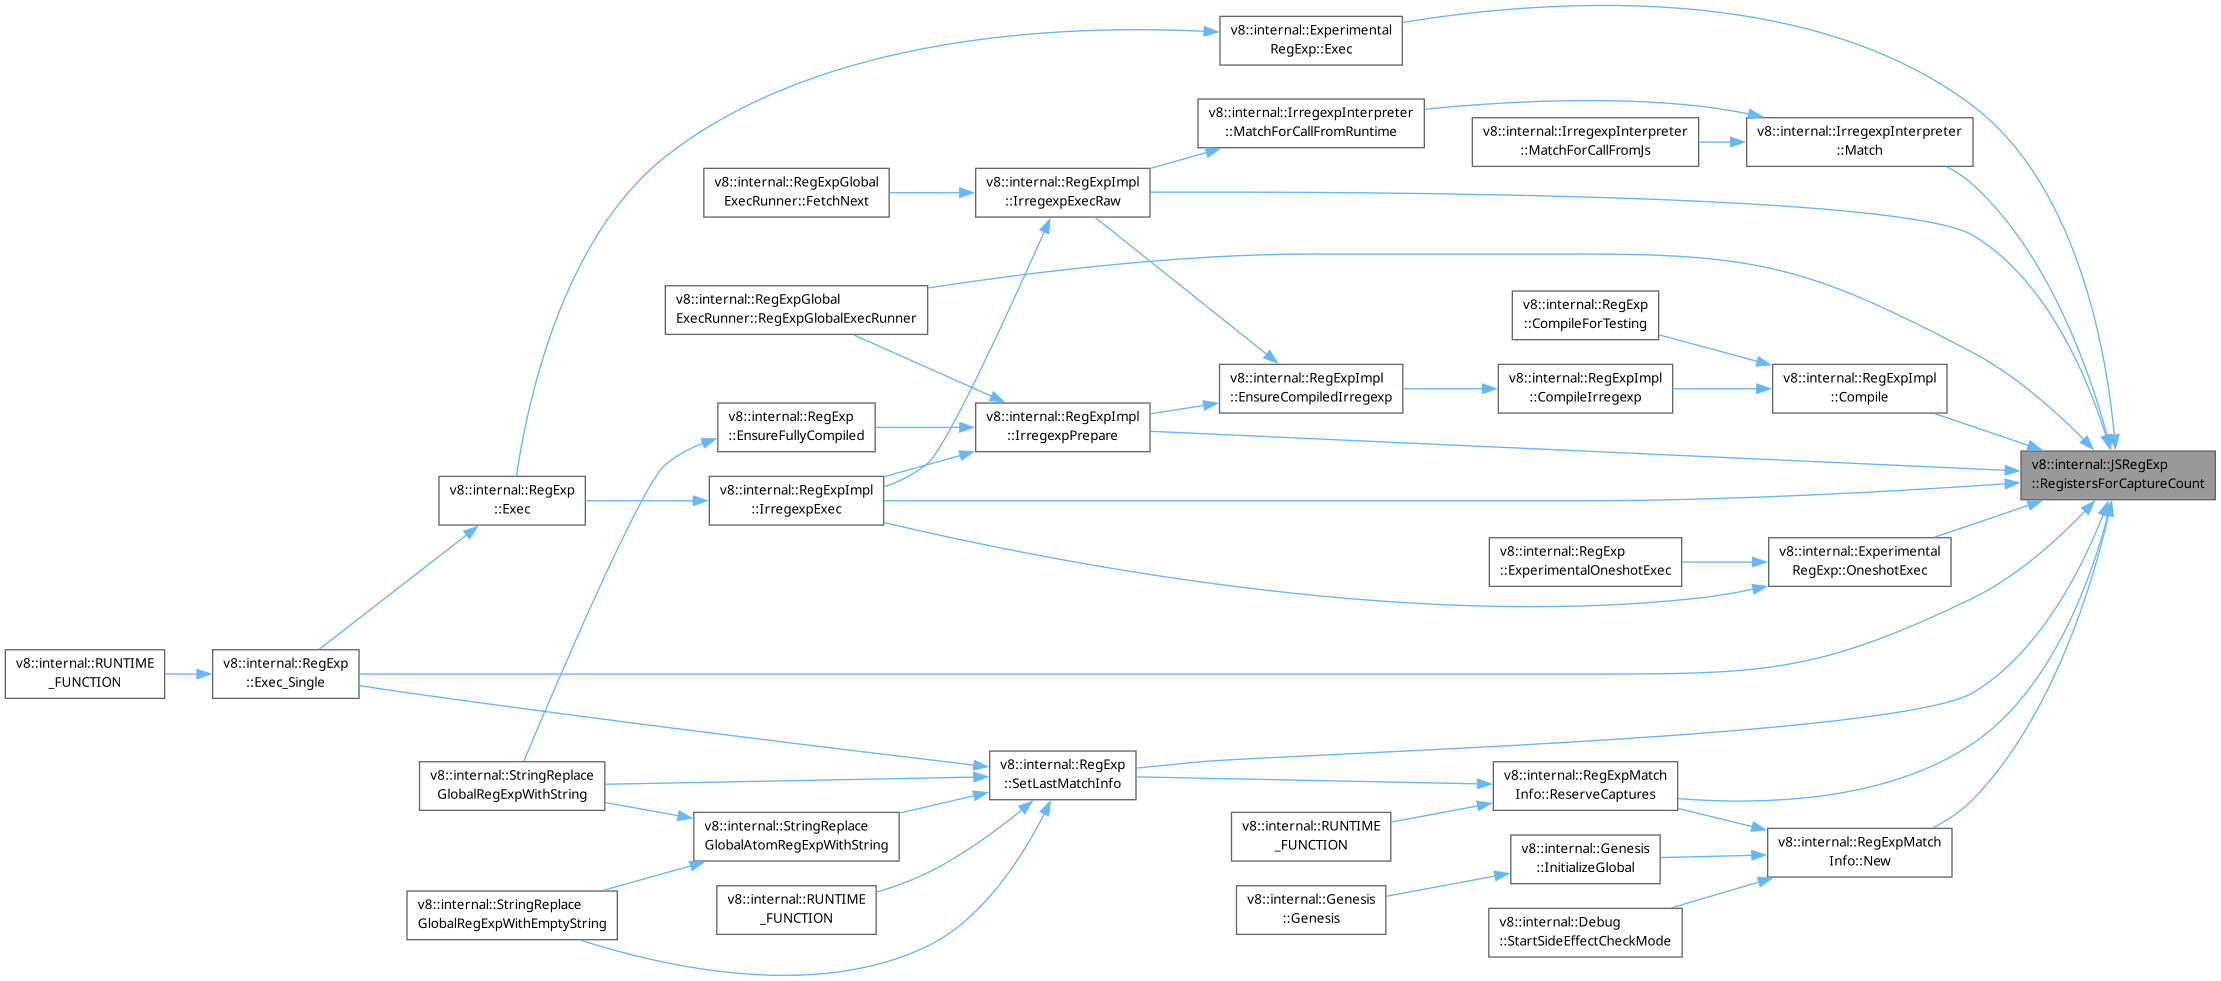 v8::internal::Experimental
RegExp::Exec
v8::internal::IrregexpInterpreter
::MatchForCallFromRuntime
v8::internal::IrregexpInterpreter
::MatchForCallFromJs
v8::internal::IrregexpInterpreter
::Match
v8::internal::RegExpGlobal
ExecRunner::FetchNext
v8::internal::RegExpImpl
::IrregexpExecRaw
v8::internal::RegExpGlobal
ExecRunner::RegExpGlobalExecRunner
v8::internal::RegExp
::CompileForTesting
v8::internal::RegExpImpl
::EnsureCompiledIrregexp
v8::internal::RegExpImpl
::CompileIrregexp
v8::internal::RegExpImpl
::Compile
v8::internal::RegExp
::EnsureFullyCompiled
v8::internal::RegExpImpl
::IrregexpPrepare
v8::internal::JSRegExp
::RegistersForCaptureCount
v8::internal::RegExp
::Exec
v8::internal::RegExpImpl
::IrregexpExec
v8::internal::RegExp
::ExperimentalOneshotExec
v8::internal::Experimental
RegExp::OneshotExec
v8::internal::RUNTIME
_FUNCTION
v8::internal::RegExp
::Exec_Single
v8::internal::StringReplace
GlobalRegExpWithString
v8::internal::RegExp
::SetLastMatchInfo
v8::internal::RegExpMatch
Info::ReserveCaptures
v8::internal::StringReplace
GlobalAtomRegExpWithString
v8::internal::RUNTIME
_FUNCTION
v8::internal::Genesis
::InitializeGlobal
v8::internal::RegExpMatch
Info::New
v8::internal::StringReplace
GlobalRegExpWithEmptyString
v8::internal::RUNTIME
_FUNCTION
v8::internal::Genesis
::Genesis
v8::internal::Debug
::StartSideEffectCheckMode